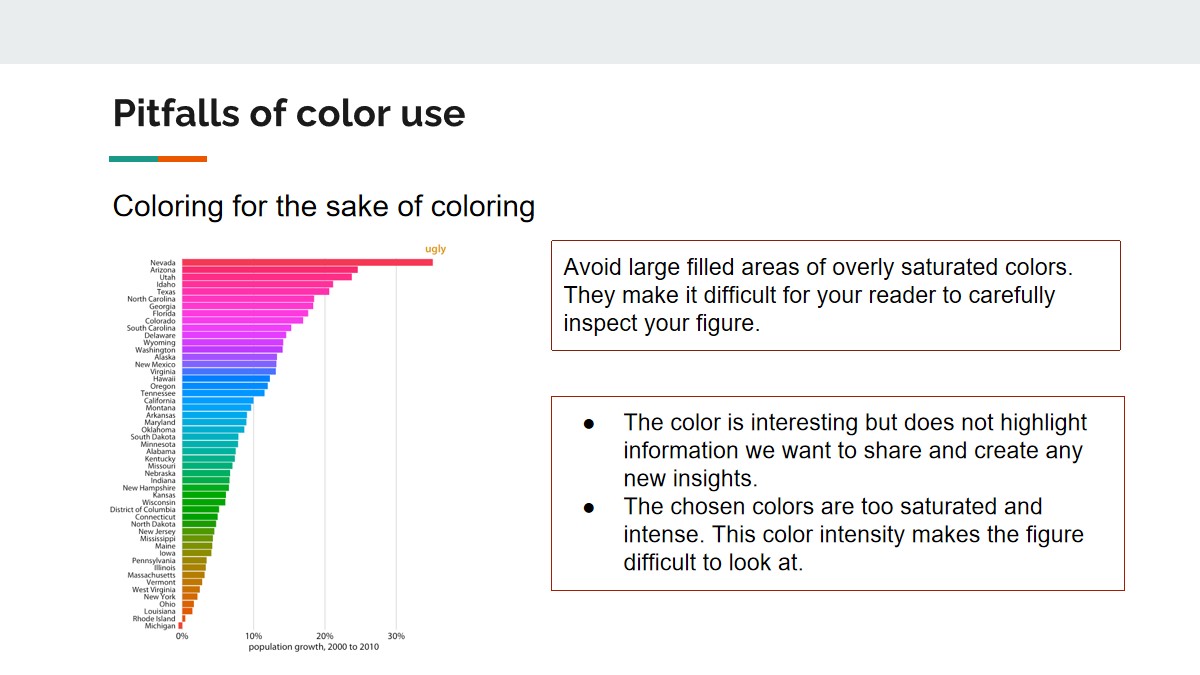 Pitfalls of color use
Coloring for the sake of coloring
ugly
Nevada
Arizona
Utah
Idaho
Texas
North Carolina
Georgia
Florida
Colorado
South Carolina
Delaware
Wyoming
Washington
Alaska
New Mexico
Virginia
Hawaii
Oregon
Tennessee
California
Montana
Arkansas
Maryland
Oklahoma
South Dakota
Minnesota
Alabama
Kentucky
Missouri
Nebraska
Indiana
New Hampshire
Kansas
Wisconsin
District of Columbia
Connecticut
North Dakota
New Jersey
Mississippi
Maine
Iowa
Pennsylvania
Illinois
Massachusetts
Vermont
West Virginia
New York
Ohio
Louisiana
Rhode Island
Michigan
0% 10% 20% 30%
population growth, 2000 to 2010
Avoid large filled areas of overly saturated colors.
They make it difficult for your reader to carefully
inspect your figure.
● The color is interesting but does not highlight
information we want to share and create any
new insights.
● The chosen colors are too saturated and
intense. This color intensity makes the figure
difficult to look at.